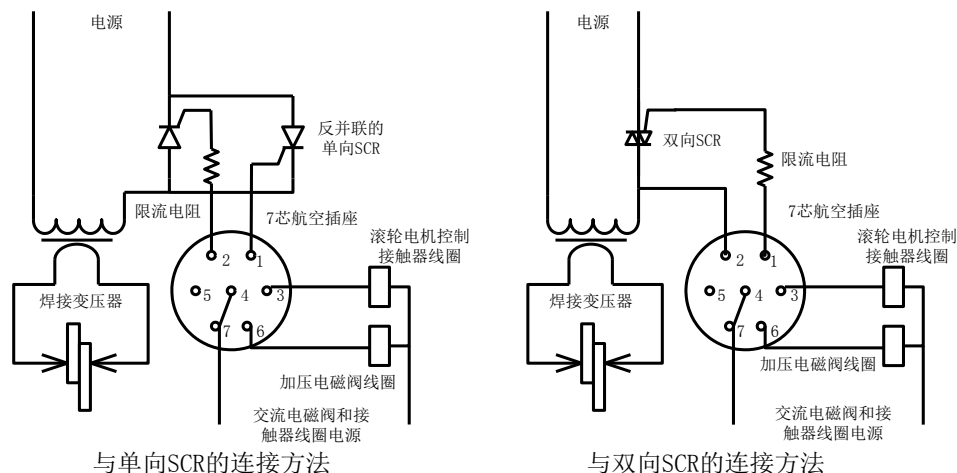 电源
反并联的
单向SCR
限流电阻
7芯航空插座
滚轮电机控制
接触器线圈
2
1
5
4
3
7
6
焊接变压器
加压电磁阀线圈
交流电磁阀和接
触器线圈电源
与单向SCR的连接方法
电源
双向SCR
限流电阻
7芯航空插座
滚轮电机控制
接触器线圈
2
1
5
4
3
7
6
焊接变压器
加压电磁阀线圈
交流电磁阀和接
触器线圈电源
与双向SCR的连接方法